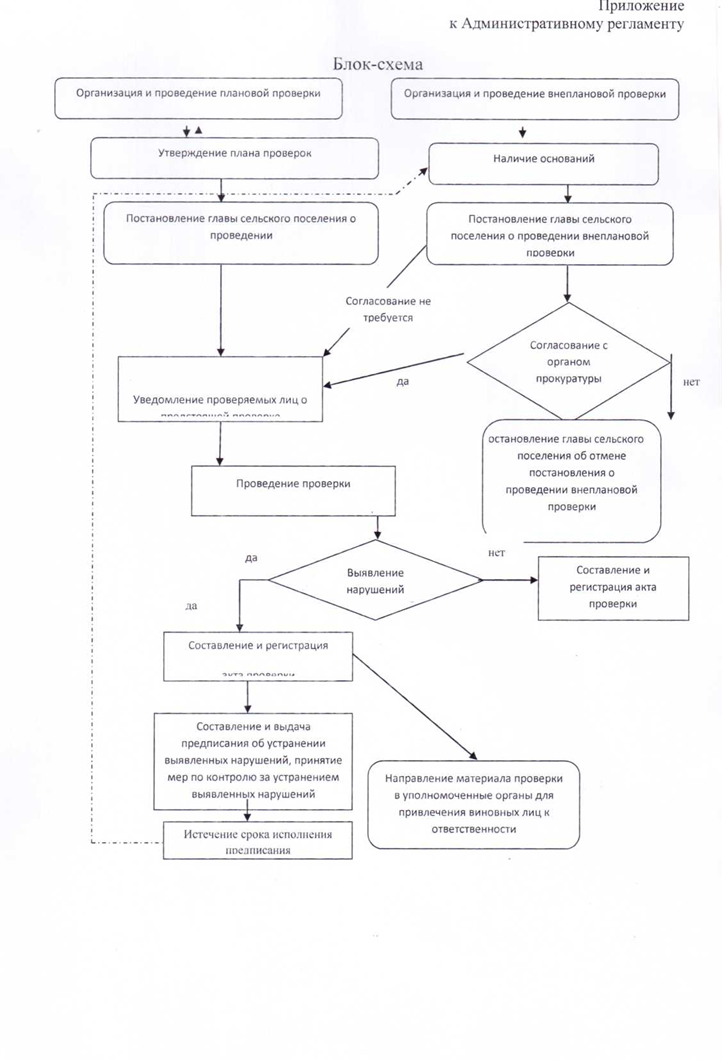 Приложение
к Административному регламенту
Блок-схема
Организация и проведение плановой проверки
Организация и проведение внеплановой проверки
Утверждение плана проверок
Наличие оснований
Постановление главы сельского поселения о
проведении
Постановление главы сельского
поселения о проведении внеплановой
проверки
Согласование не
требуется
Согласование с
органом
прокуратуры
да
нет
Уведомление проверяемых лиц о
предстоящей проверке
остановление главы сельского
поселения об отмене
постановления о
проведении внеплановой
проверки
Проведение проверки
да
нет
Выявление
нарушений
Составление и
регистрация акта
проверки
да
Составление и регистрация
акта проверки
Составление и выдача
предписания об устранении
выявленных нарушений, принятие
мер по контролю за устранением
выявленных нарушений
Направление материала проверки
в уполномоченные органы для
привлечения виновных лиц к
ответственности
Истечение срока исполнения
предписания